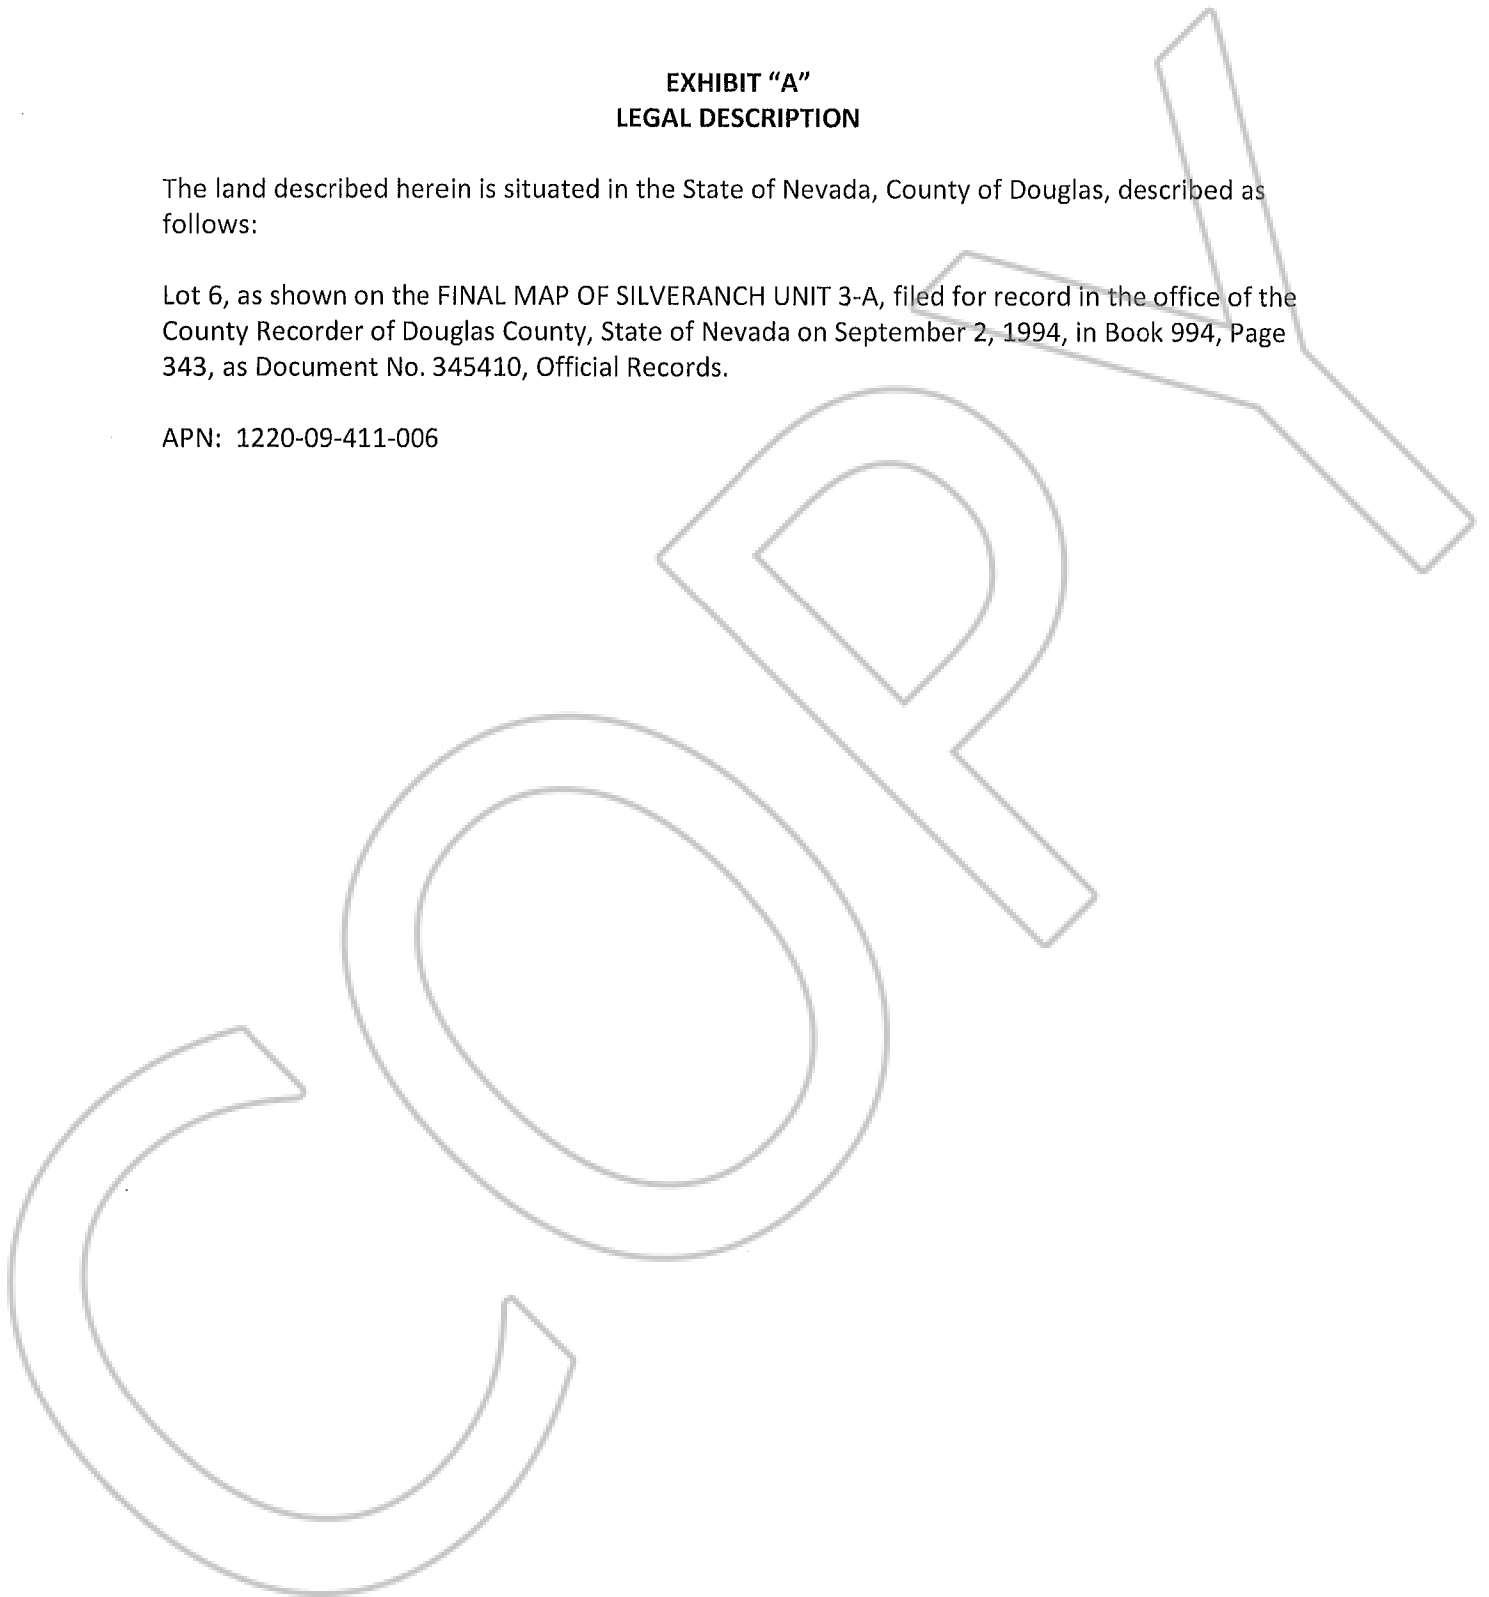 EXHIBIT “A”
LEGAL DESCRIPTION
The land described herein is situated in the State of Nevada, County of Douglas, described as
follows:
Lot 6, as shown on the FINAL MAP OF SILVERANCH UNIT 3-A, filed for record in the office of the
County Recorder of Douglas County, State of Nevada on September 2, 1994, in Book 994, Page
343, as Document No. 345410, Official Records.
APN: 1220-09-411-006
COPY